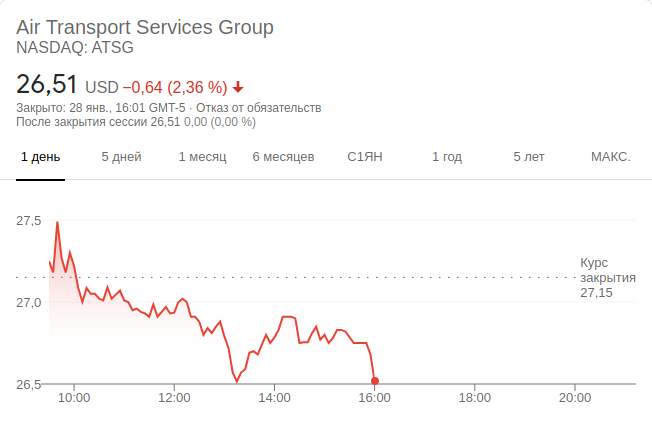 Air Transport Services Group
NASDAQ: ATSG
26,51 USD −0,64 (2,36 %)
Закрыто: 28 янв., 16:01 GMT-5 · Отказ от обязательств
После закрытия сессии 26,51 0,00 (0,00 %)
1 день 5 дней 1 месяц 6 месяцев С1ЯН 1 год 5 лет МАКС.
27,5
Курс
закрытия
27,15
27,0
26,5
10:00 12:00 14:00 16:00 18:00 20:00